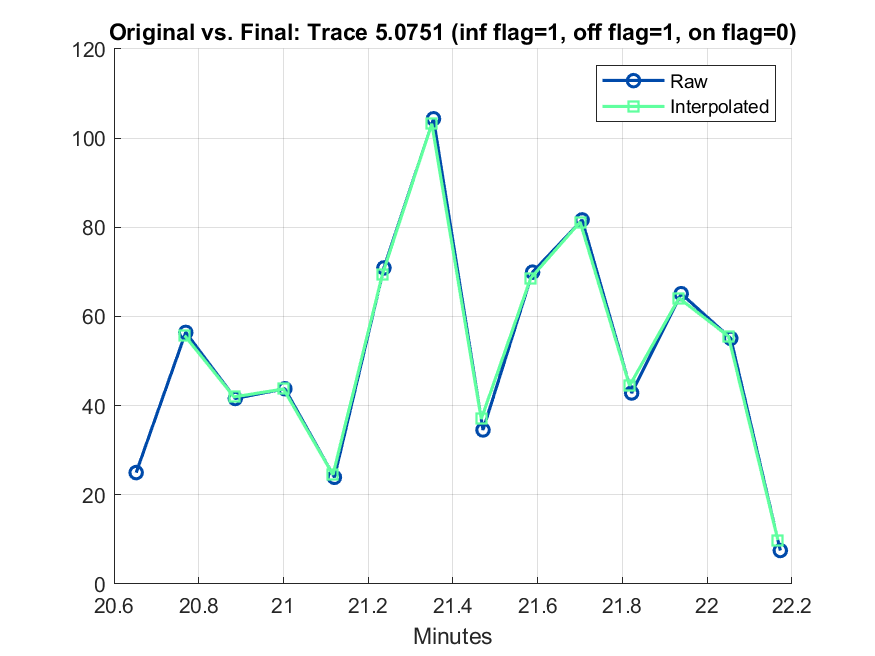 Original vs. Final: Trace 5.0751 (inf flag=1, off flag=1, on flag=0)
120
100
80
60
40
20
0
Raw
Interpolated
20.6 20.8 21 21.2 21.4 21.6 21.8 22 22.2
Minutes